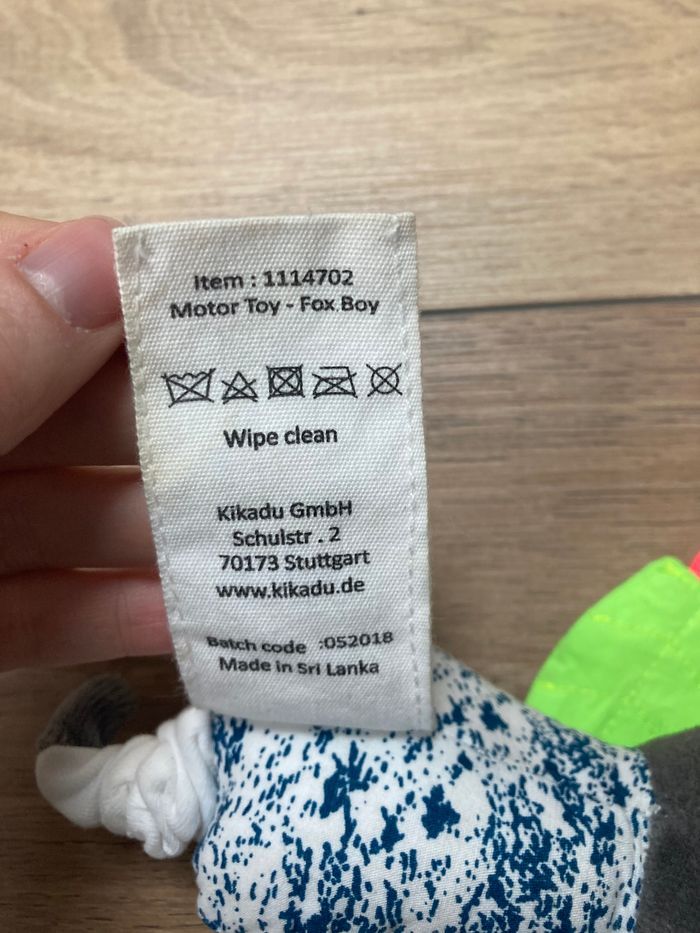 Item : 1114702
Motor Toy - Fox Boy
Wipe clean
Kikadu GmbH
Schulstr . 2
70173 Stuttgart
www.kikadu.de
Batch code :052018
Made in Sri Lanka